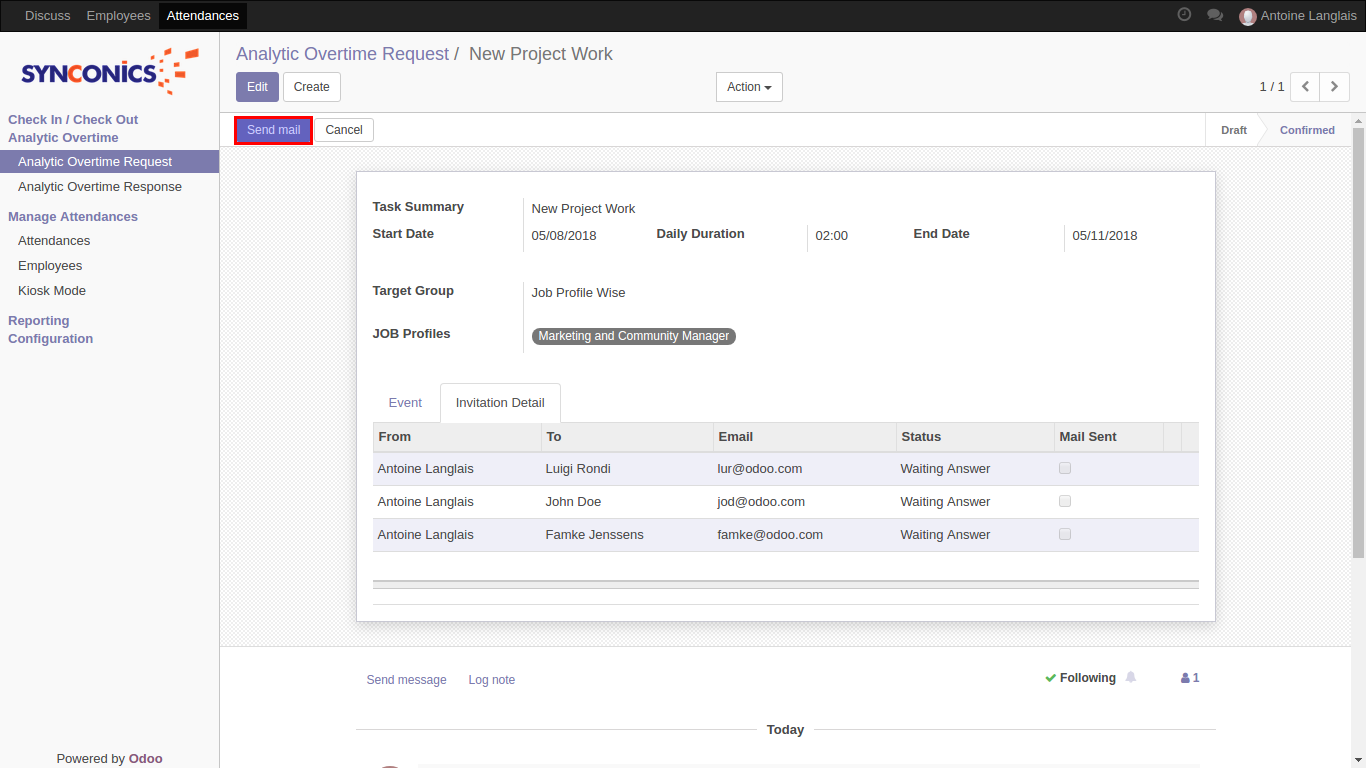 Discuss Employees Attendances Antoine Langlais
SYNCONICS
Check In / Check Out
Analytic Overtime
Analytic Overtime Request
Analytic Overtime Response
Manage Attendances
Attendances
Employees
Kiosk Mode
Reporting
Configuration
Powered by Odoo
Analytic Overtime Request / New Project Work
Edit Create Action 1 / 1
Send mail Cancel Draft Confirmed
Task Summary New Project Work
Start Date 05/08/2018 Daily Duration 02:00 End Date 05/11/2018
Target Group Job Profile Wise
JOB Profiles Marketing and Community Manager
Event Invitation Detail
From To Email Status Mail Sent
Antoine Langlais Luigi Rondi lur@odoo.com Waiting Answer
Antoine Langlais John Doe jod@odoo.com Waiting Answer
Antoine Langlais Famke Jenssens famke@odoo.com Waiting Answer
Send message Log note Following 1
Today